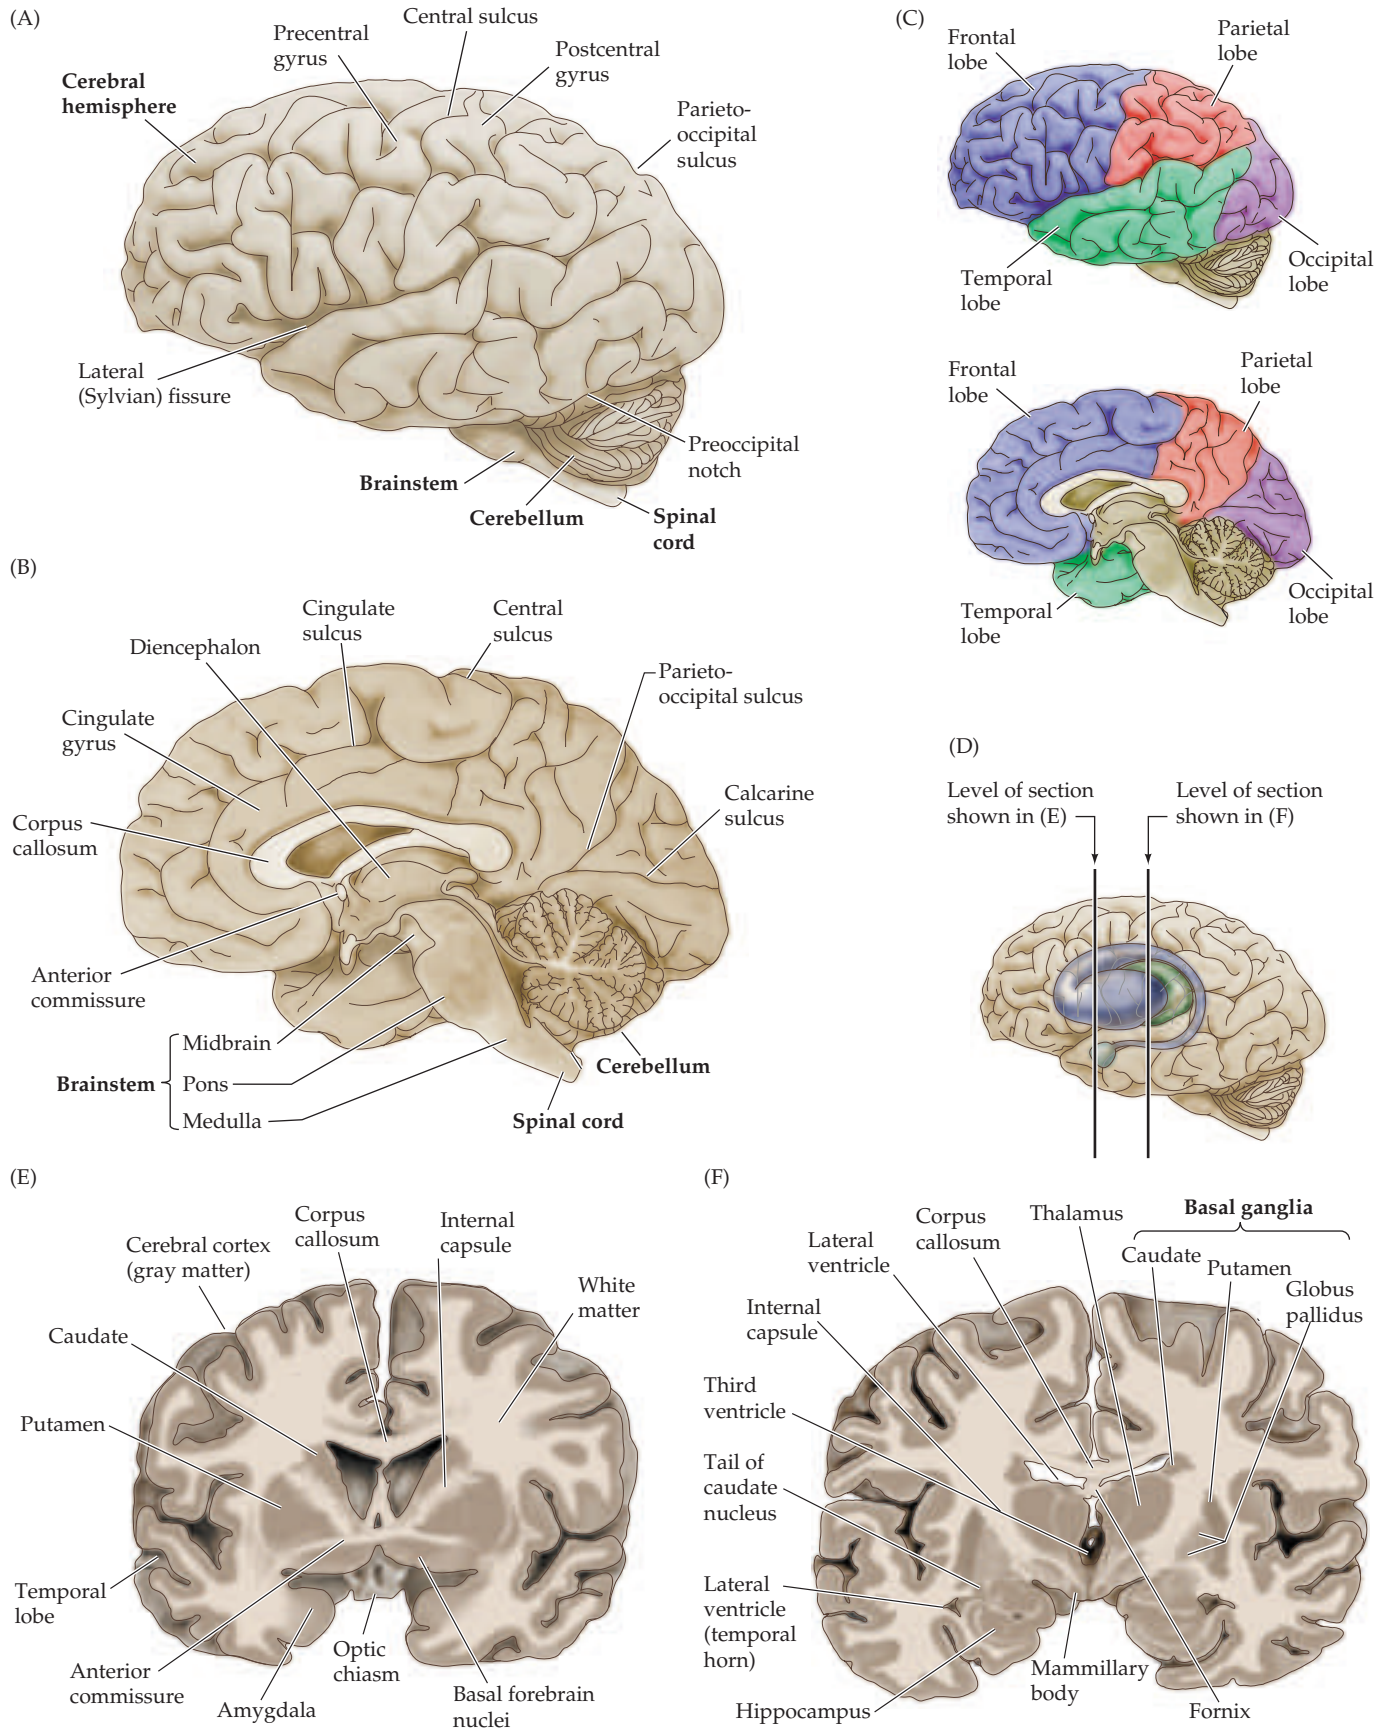 (A)
Central sulcus
Precentral
gyrus
Postcentral
gyrus
Cerebral
hemisphere
Parieto-
occipital
sulcus
Lateral
(Sylvian) fissure
Preoccipital
notch
Brainstem
Cerebellum
Spinal
cord
(B)
Cingulate
sulcus
Central
sulcus
Diencephalon
Parieto-
occipital sulcus
Cingulate
gyrus
Calcarine
sulcus
Corpus
callosum
Anterior
commissure
Midbrain
Brainstem
Pons
Medulla
Cerebellum
Spinal cord
(C)
Frontal
lobe
Parietal
lobe
Temporal
lobe
Occipital
lobe
Frontal
lobe
Parietal
lobe
Temporal
lobe
Occipital
lobe
(D)
Level of section
shown in (E)
Level of section
shown in (F)
(E)
Corpus
callosum
Internal
capsule
Cerebral cortex
(gray matter)
White
matter
Caudate
Putamen
Temporal
lobe
Anterior
commissure
Amygdala
Optic
chiasm
Basal forebrain
nuclei
(F)
Basal ganglia
Corpus
callosum
Thalamus
Lateral
ventricle
Caudate
Putamen
Globus
pallidus
Internal
capsule
Third
ventricle
Tail of
caudate
nucleus
Lateral
ventricle
(temporal
horn)
Hippocampus
Mammillary
body
Fornix